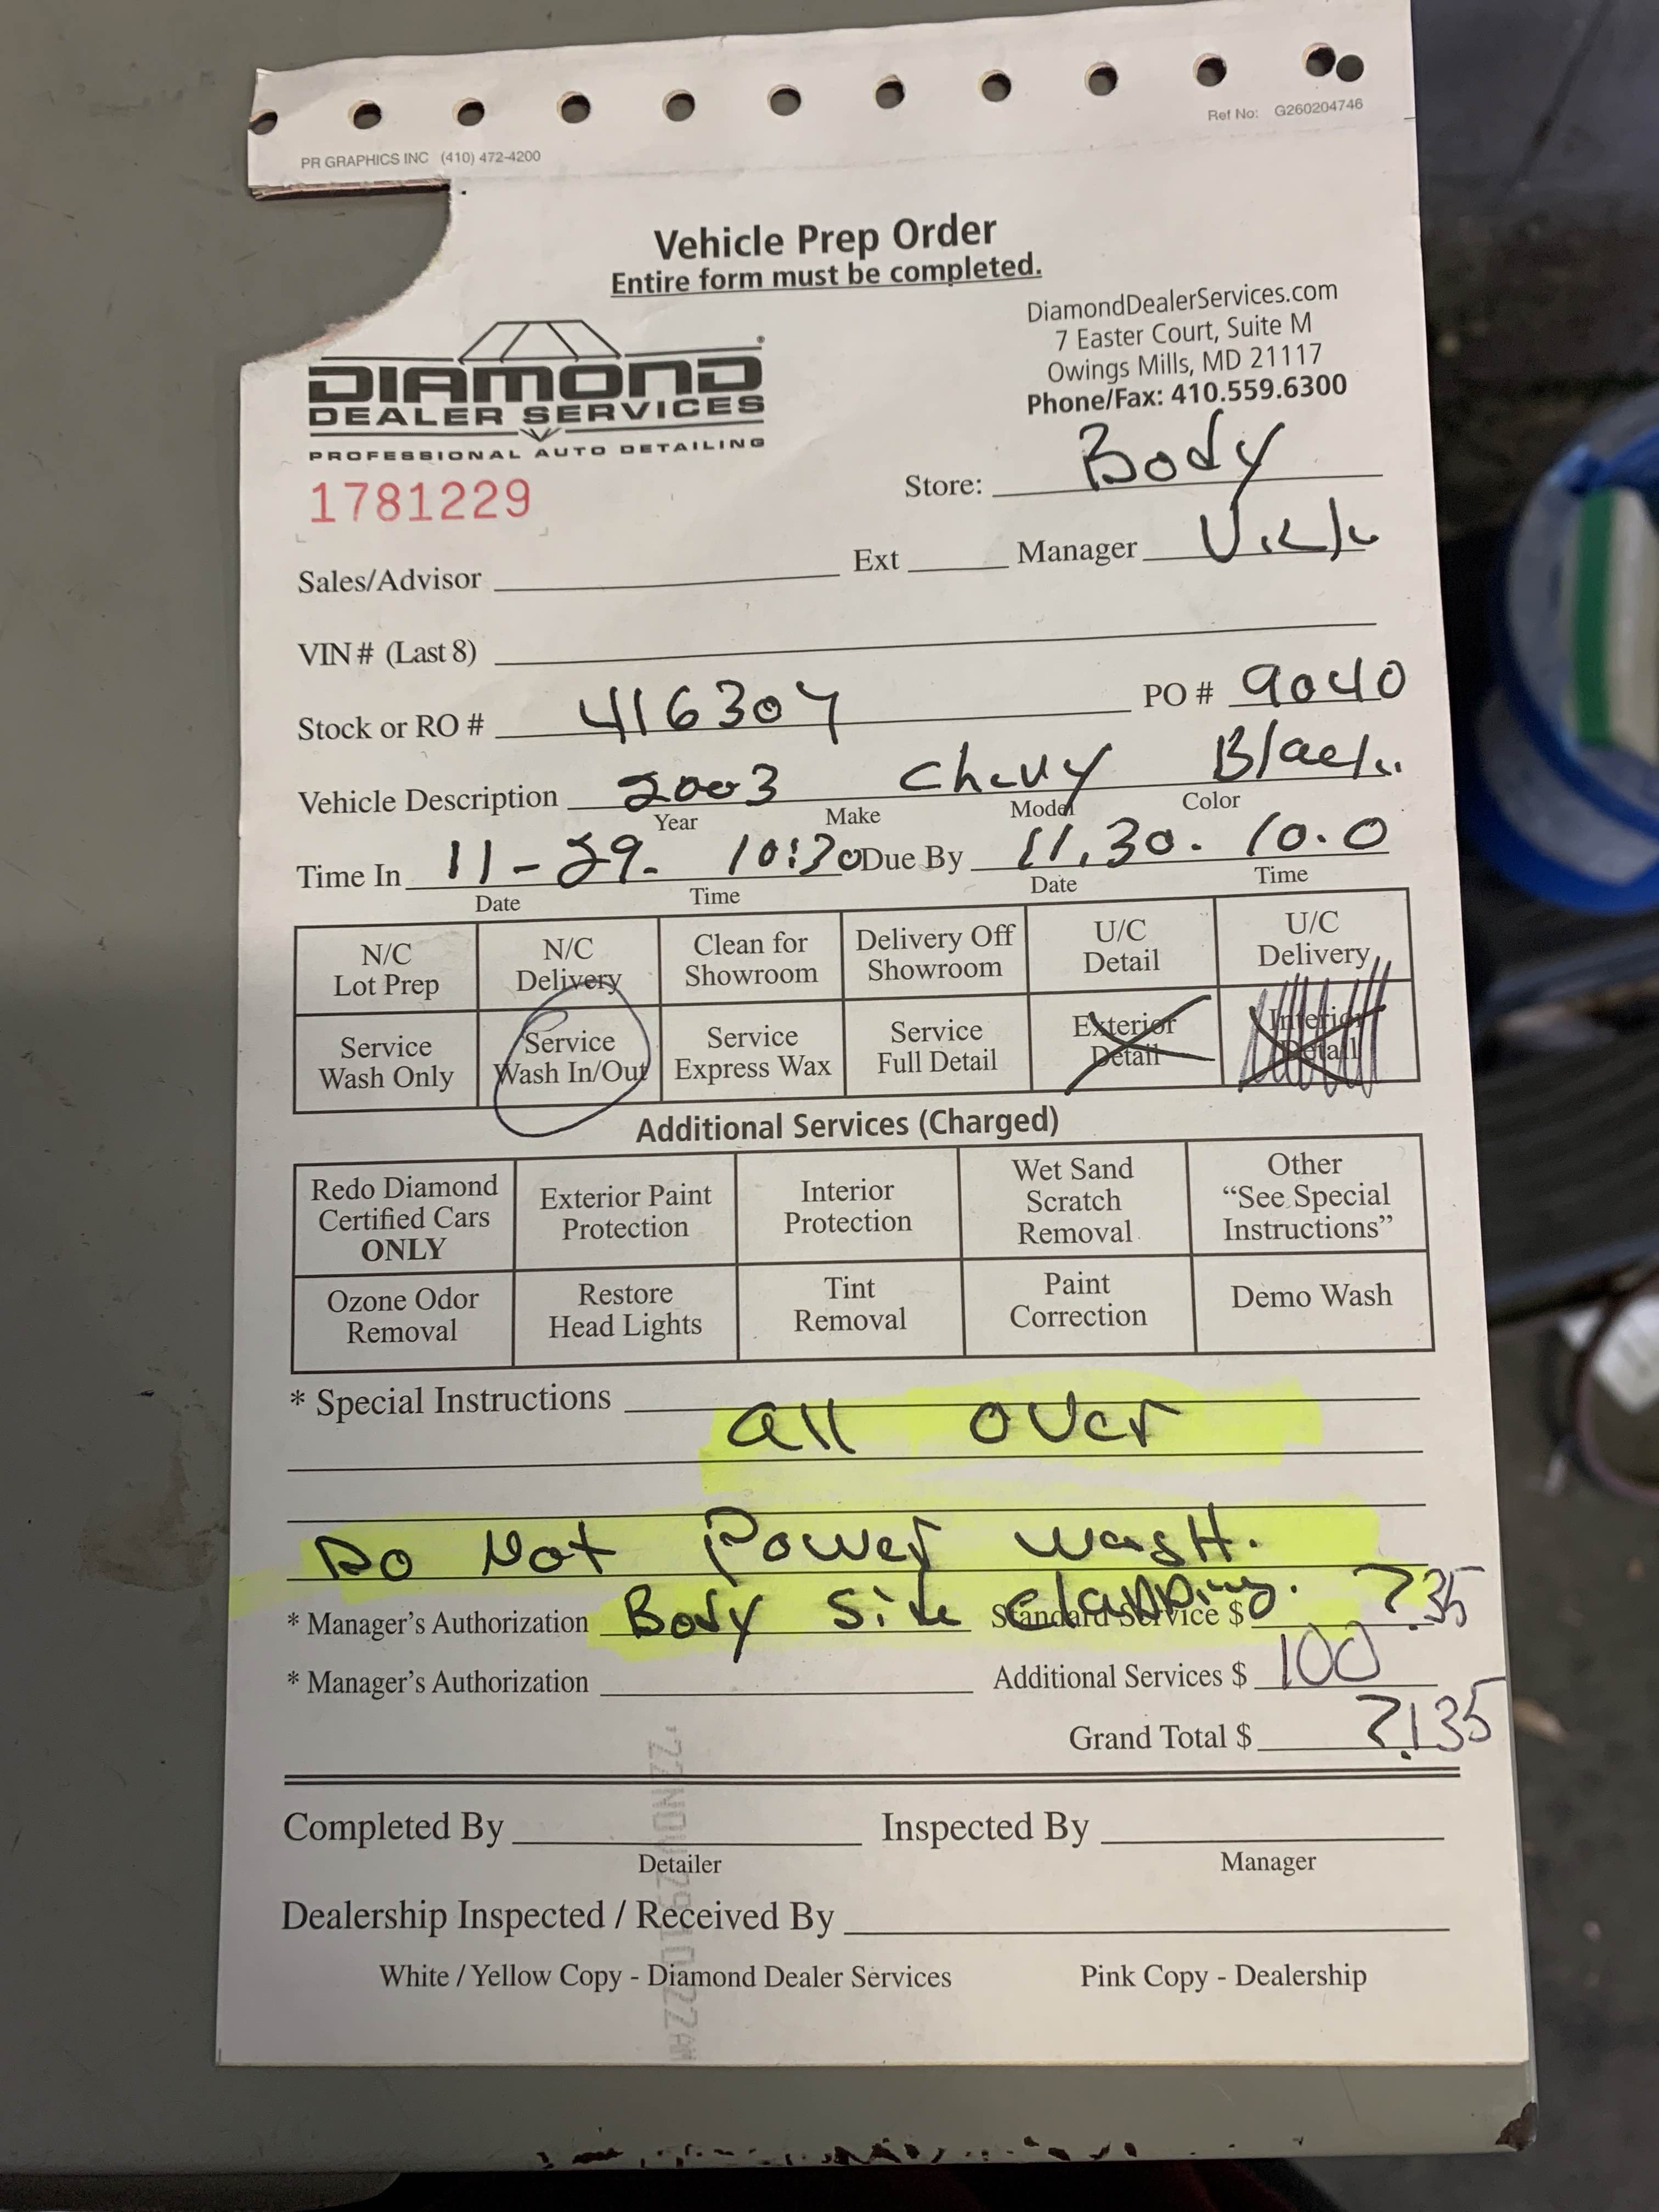 Ref No: G260204746
PR GRAPHICS INC (410) 472-4200
Vehicle Prep Order
Entire form must be completed.
DiamondDealerServices.com
7 Easter Court, Suite M
Owings Mills, MD 21117
Phone/Fax: 410.559.6300
DIAMOND
DEALER SERVICES
PROFESSIONAL AUTO DETAILING
1781229
Store: Body
Sales/Advisor Ext Manager
VIN # (Last 8)
Stock or RO # 416307 PO # 9040
Vehicle Description 2003 Chevy Black
Year Make Model Color
Time In 11-29. 10:30 Due By 11.30. 10.0
Date Time Date Time
N/C Lot Prep
N/C Delivery
Clean for Showroom
Delivery Off Showroom
U/C Detail
U/C Delivery
Service Wash Only
Service Wash In/Out
Service Express Wax
Service Full Detail
Exterior Detail
Interior Detail
Additional Services (Charged)
Redo Diamond Certified Cars ONLY
Exterior Paint Protection
Interior Protection
Wet Sand Scratch Removal
Other "See Special Instructions"
Ozone Odor Removal
Restore Head Lights
Tint Removal
Paint Correction
Demo Wash
* Special Instructions
all over
Do Not Power wash.
* Manager's Authorization Body side Standard Service $ 35
* Manager's Authorization Additional Services $ 100
Grand Total $ 135
Completed By Inspected By
Detailer Manager
Dealership Inspected / Received By
White / Yellow Copy - Diamond Dealer Services Pink Copy - Dealership
'22NOV29 10:22AM